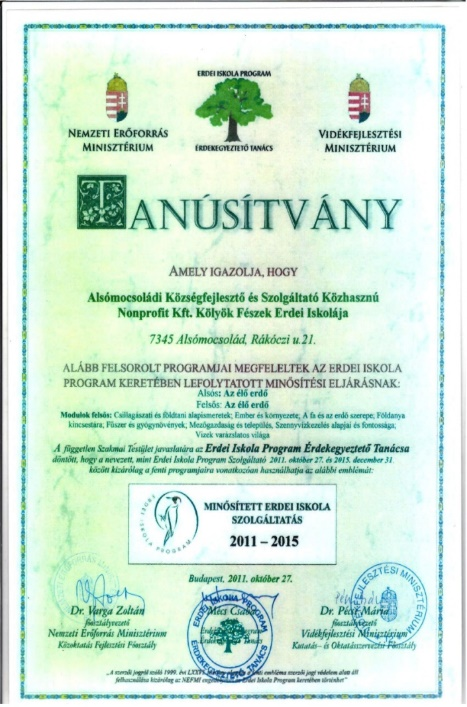 ERDEI ISKOLA PROGRAM
ÉRDEKEGYEZTETŐ TANÁCS
NEMZETI ERŐFORRÁS
MINISZTÉRIUM
VIDÉKFEJLESZTÉSI
MINISZTÉRIUM
TANÚSÍTVÁNY
AMELY IGAZOLJA, HOGY
Alsómocsoládi Községfejlesztő és Szolgáltató Közhasznú
Nonprofit Kft. Kölyök Fészek Erdei Iskolája
7345 Alsómocsolád, Rákóczi u.21.
ALÁBB FELSOROLT PROGRAMJAI MEGFELELTEK AZ ERDEI ISKOLA
PROGRAM KERETÉBEN LEFOLYTATOTT MINŐSÍTÉSI ELJÁRÁSNAK:
Alsós: Az élő erdő
Felsős: Az élő erdő
Modulok felsős: Csillagászati és földtani alapismeretek; Ember és környezete; A fa és az erdő szerepe; Földanya
kincsestára; Fűszer és gyógynövények; Mezőgazdaság és település, Szennyvízkezelés alapjai és fontossága;
Vizek varázslatos világa
A független Szakmai Testület javaslatára az Erdei Iskola Program Érdekegyeztető Tanácsa
döntött, hogy a nevezett, mint Erdei Iskola Program Szolgáltató 2011. október 27. és 2015. december 31.
között kizárólag a fenti programjaira vonatkozóan használhatja az alábbi emblémát:
MINŐSÍTETT ERDEI ISKOLA
SZOLGÁLTATÁS
2011 – 2015
Budapest, 2011. október 27.
Dr. Varga Zoltán
főosztályvezető
Nemzeti Erőforrás Minisztérium
Közoktatás Fejlesztési Főosztály
ERDEI ISKOLA PROGRAM
ÉRDEKEGYEZTETŐ TANÁCS
Dr. Pécsi Mária
főosztályvezető
Vidékfejlesztési Minisztérium
Kutatás- és Oktatásszervezési Főosztály